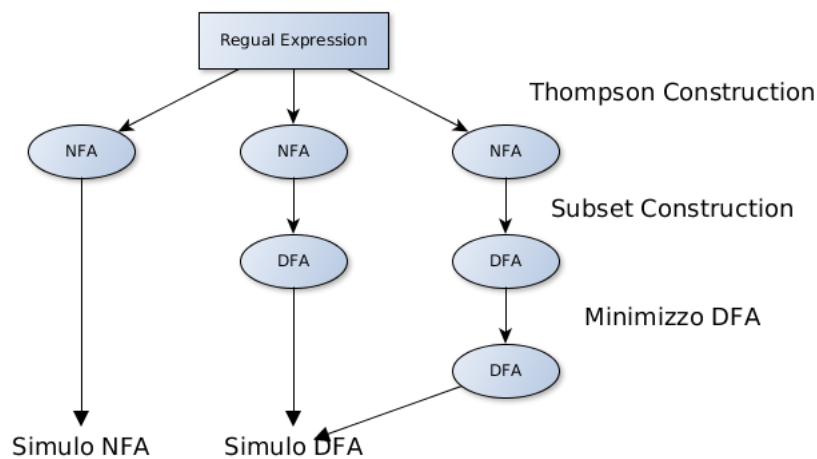 Regual Expression
Thompson Construction
NFA
NFA
NFA
Subset Construction
DFA
DFA
Minimizzo DFA
DFA
Simulo NFA
Simulo DFA